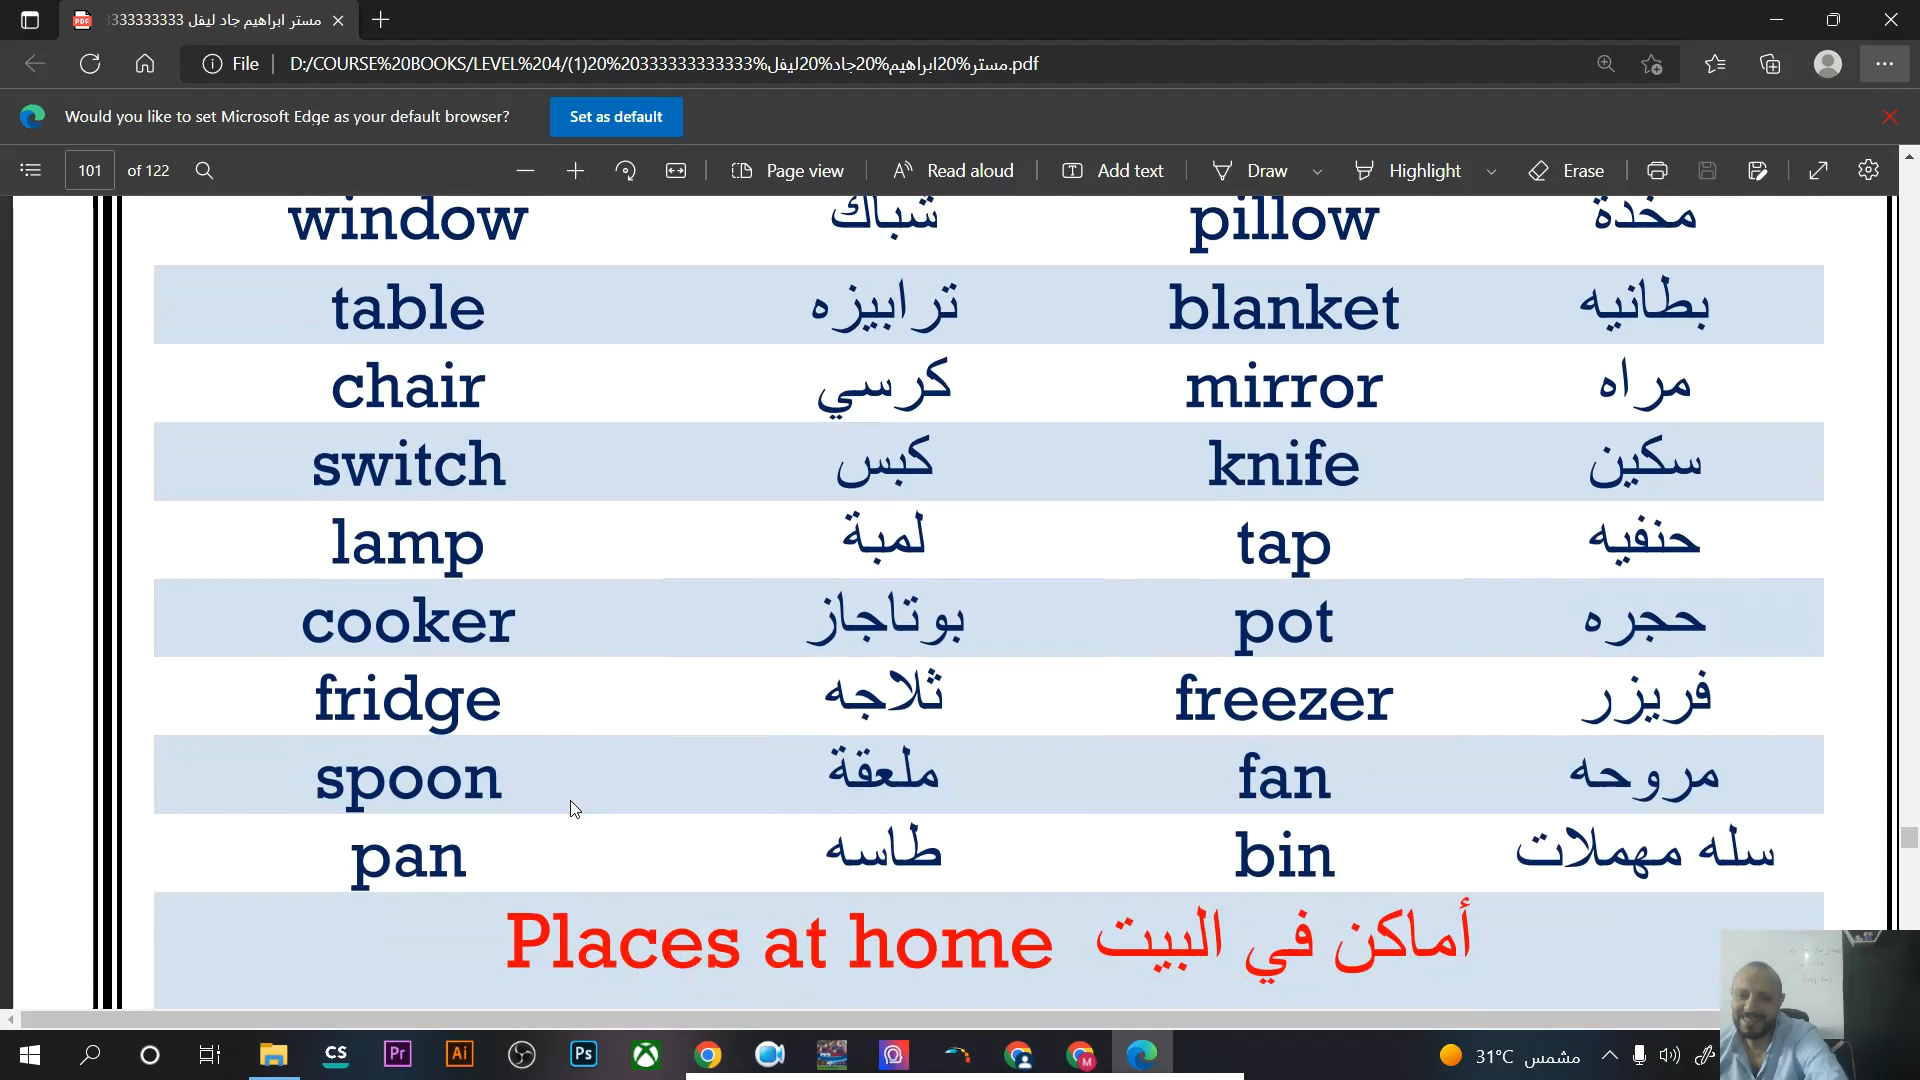 مستر ابراهيم جاد ليفل 3333333333
File
D:/COURSE%20BOOKS/LEVEL%204/(1)20%20333333333333%مستر%20ابراهيم%20جاد%20ليفل.pdf
Would you like to set Microsoft Edge as your default browser?
Set as default
101 of 122
Page view
Read aloud
Add text
Draw
Highlight
Erase
window شباك pillow مخدة
table ترابيزه blanket بطانيه
chair كرسي mirror مراه
switch كبس knife سكين
lamp لمبة tap حنفيه
cooker بوتاجاز pot حجره
fridge ثلاجه freezer فريزر
spoon ملعقة fan مروحه
pan طاسه bin سله مهملات
Places at home أماكن في البيت
31°C مشمس